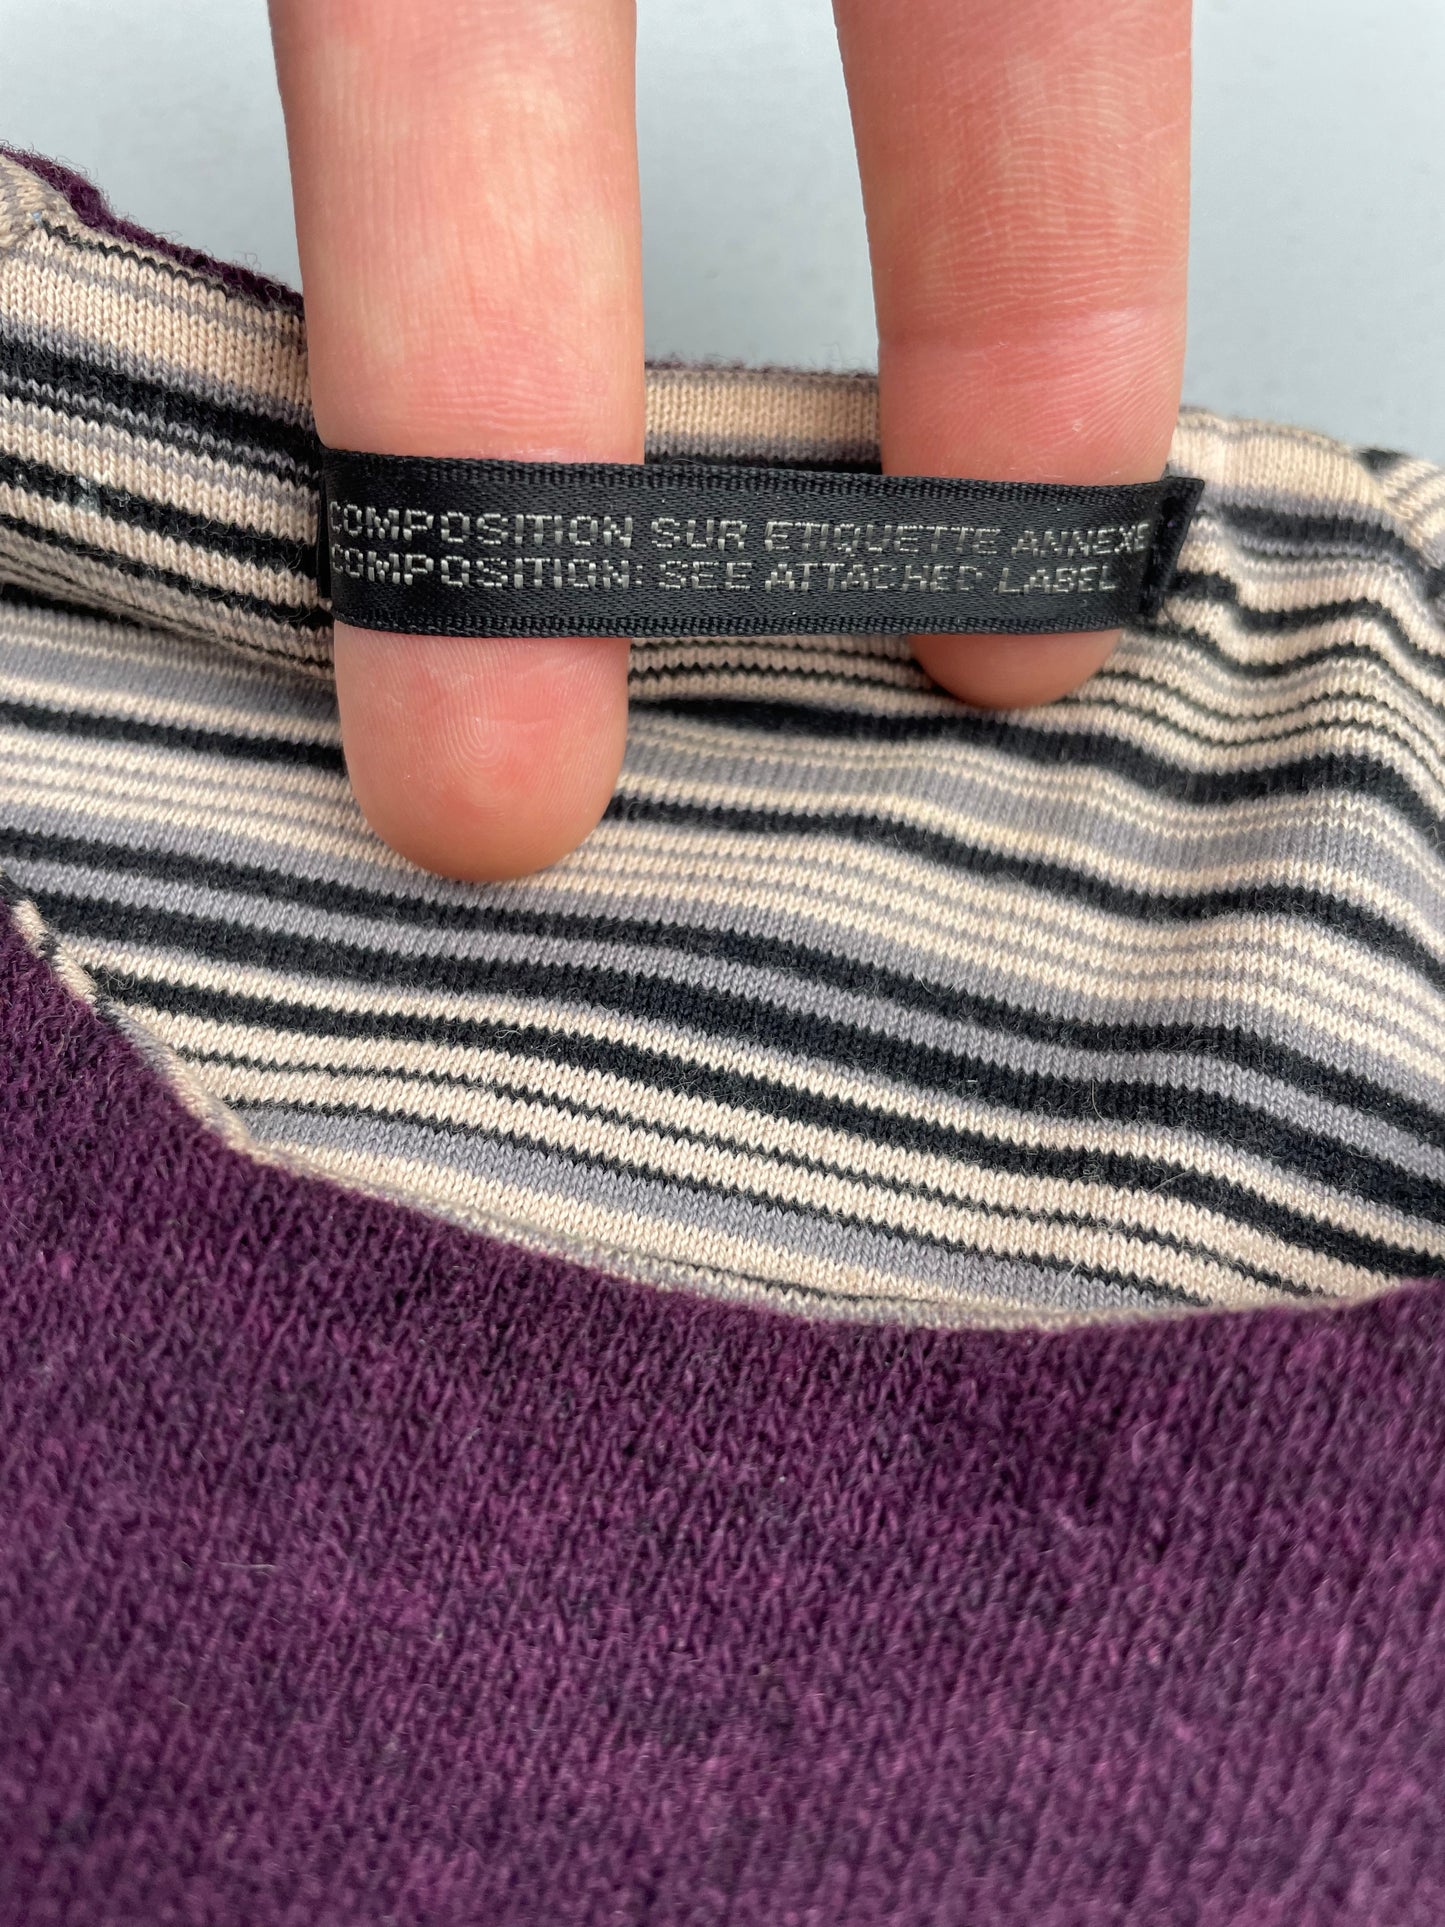 COMPOSITION SUR ETIQUETTE ANNEXE
COMPOSITION: SEE ATTACHED LABEL